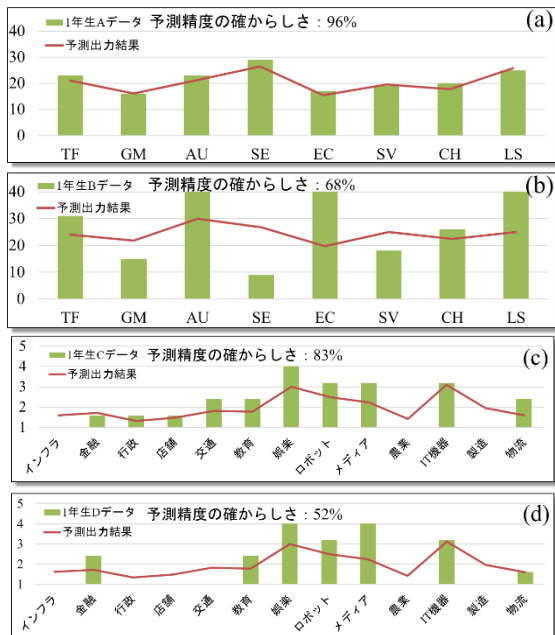 (a)
1年生Aデータ 予測精度の確からしさ：96%
予測出力結果
40
30
20
10
0
TF GM AU SE EC SV CH LS
(b)
1年生Bデータ 予測精度の確からしさ：68%
予測出力結果
40
30
20
10
0
TF GM AU SE EC SV CH LS
(c)
1年生Cデータ 予測精度の確からしさ：83%
予測出力結果
5
4
3
2
1
インフラ 金融 行政 店舗 交通 教育 娯楽 ロボット メディア 農業 IT機器 製造 物流
(d)
1年生Dデータ 予測精度の確からしさ：52%
予測出力結果
5
4
3
2
1
インフラ 金融 行政 店舗 交通 教育 娯楽 ロボット メディア 農業 IT機器 製造 物流